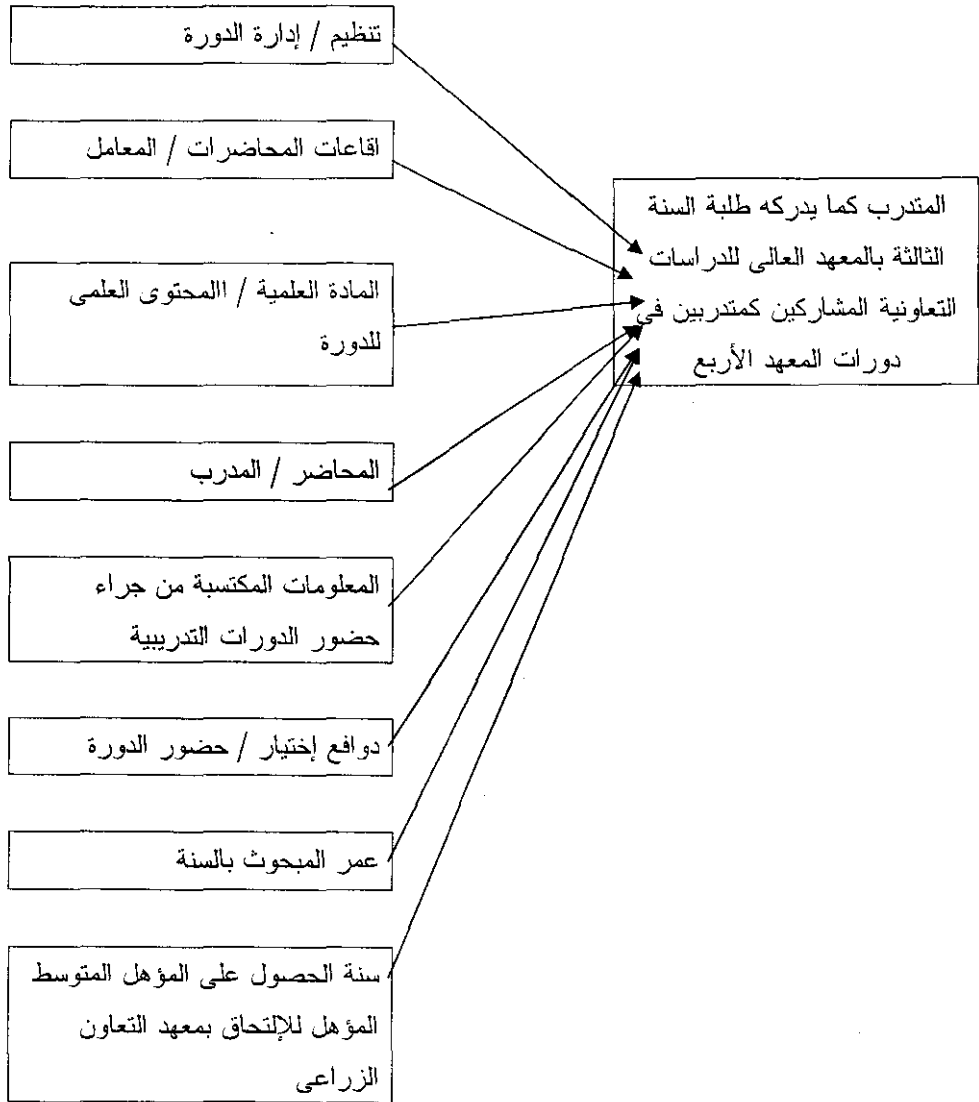 تنظيم / إدارة الدورة
اقاعات المحاضرات / المعامل
المادة العلمية / االمحتوى العلمى
للدورة
المحاضر / المدرب
المعلومات المكتسبة من جراء
حضور الدورات التدريبية
دوافع إختيار / حضور الدورة
عمر المبحوث بالسنة
سنة الحصول على المؤهل المتوسط
المؤهل للإلتحاق بمعهد التعاون
الزراعى
المتدرب كما يدركه طلبة السنة
الثالثة بالمعهد العالى للدراسات
التعاونية المشاركين كمتدربين فى
دورات المعهد الأربع